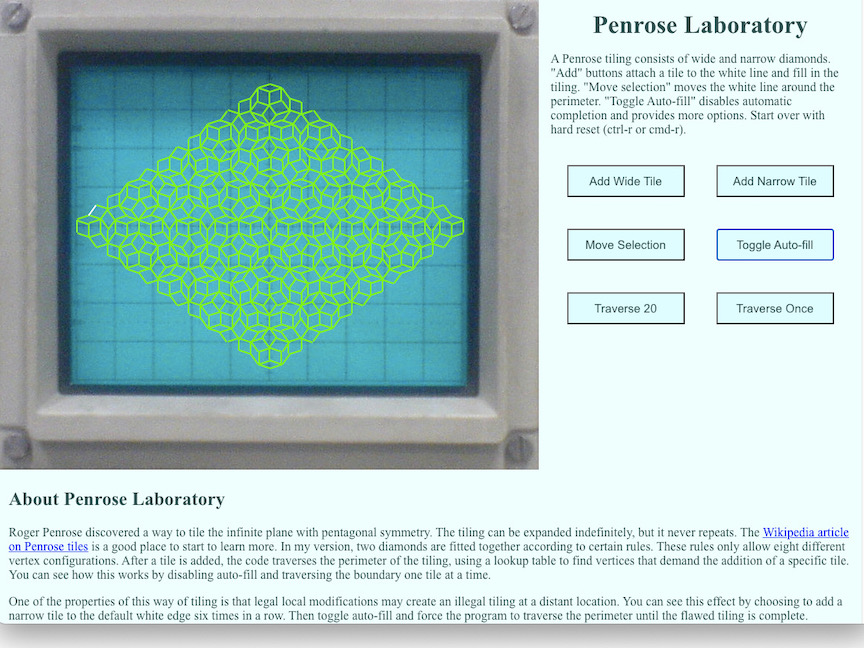 Penrose Laboratory
A Penrose tiling consists of wide and narrow diamonds.
"Add" buttons attach a tile to the white line and fill in the
tiling. "Move selection" moves the white line around the
perimeter. "Toggle Auto-fill" disables automatic
completion and provides more options. Start over with
hard reset (ctrl-r or cmd-r).
Add Wide Tile
Add Narrow Tile
Move Selection
Toggle Auto-fill
Traverse 20
Traverse Once
About Penrose Laboratory
Roger Penrose discovered a way to tile the infinite plane with pentagonal symmetry. The tiling can be expanded indefinitely, but it never repeats. The Wikipedia article
on Penrose tiles is a good place to start to learn more. In my version, two diamonds are fitted together according to certain rules. These rules only allow eight different
vertex configurations. After a tile is added, the code traverses the perimeter of the tiling, using a lookup table to find vertices that demand the addition of a specific tile.
You can see how this works by disabling auto-fill and traversing the boundary one tile at a time.
One of the properties of this way of tiling is that legal local modifications may create an illegal tiling at a distant location. You can see this effect by choosing to add a
narrow tile to the default white edge six times in a row. Then toggle auto-fill and force the program to traverse the perimeter until the flawed tiling is complete.